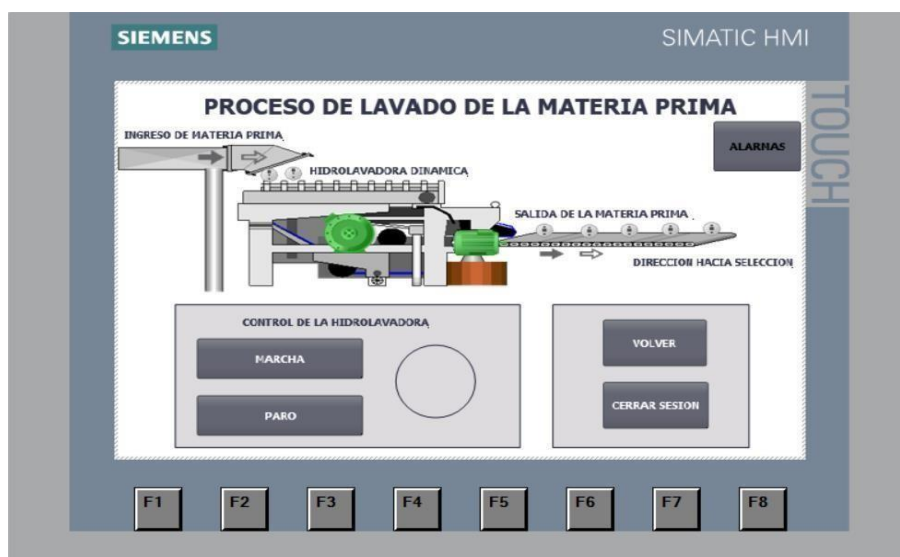 SIEMENS
SIMATIC HMI
TOUCH
PROCESO DE LAVADO DE LA MATERIA PRIMA
INGRESO DE MATERIA PRIMA
ALARMAS
HIDROLAVADORA DINAMICA
SALIDA DE LA MATERIA PRIMA
DIRECCION HACIA SELECCION
CONTROL DE LA HIDROLAVADORA
MARCHA
PARO
VOLVER
CERRAR SESION
F1 F2 F3 F4 F5 F6 F7 F8